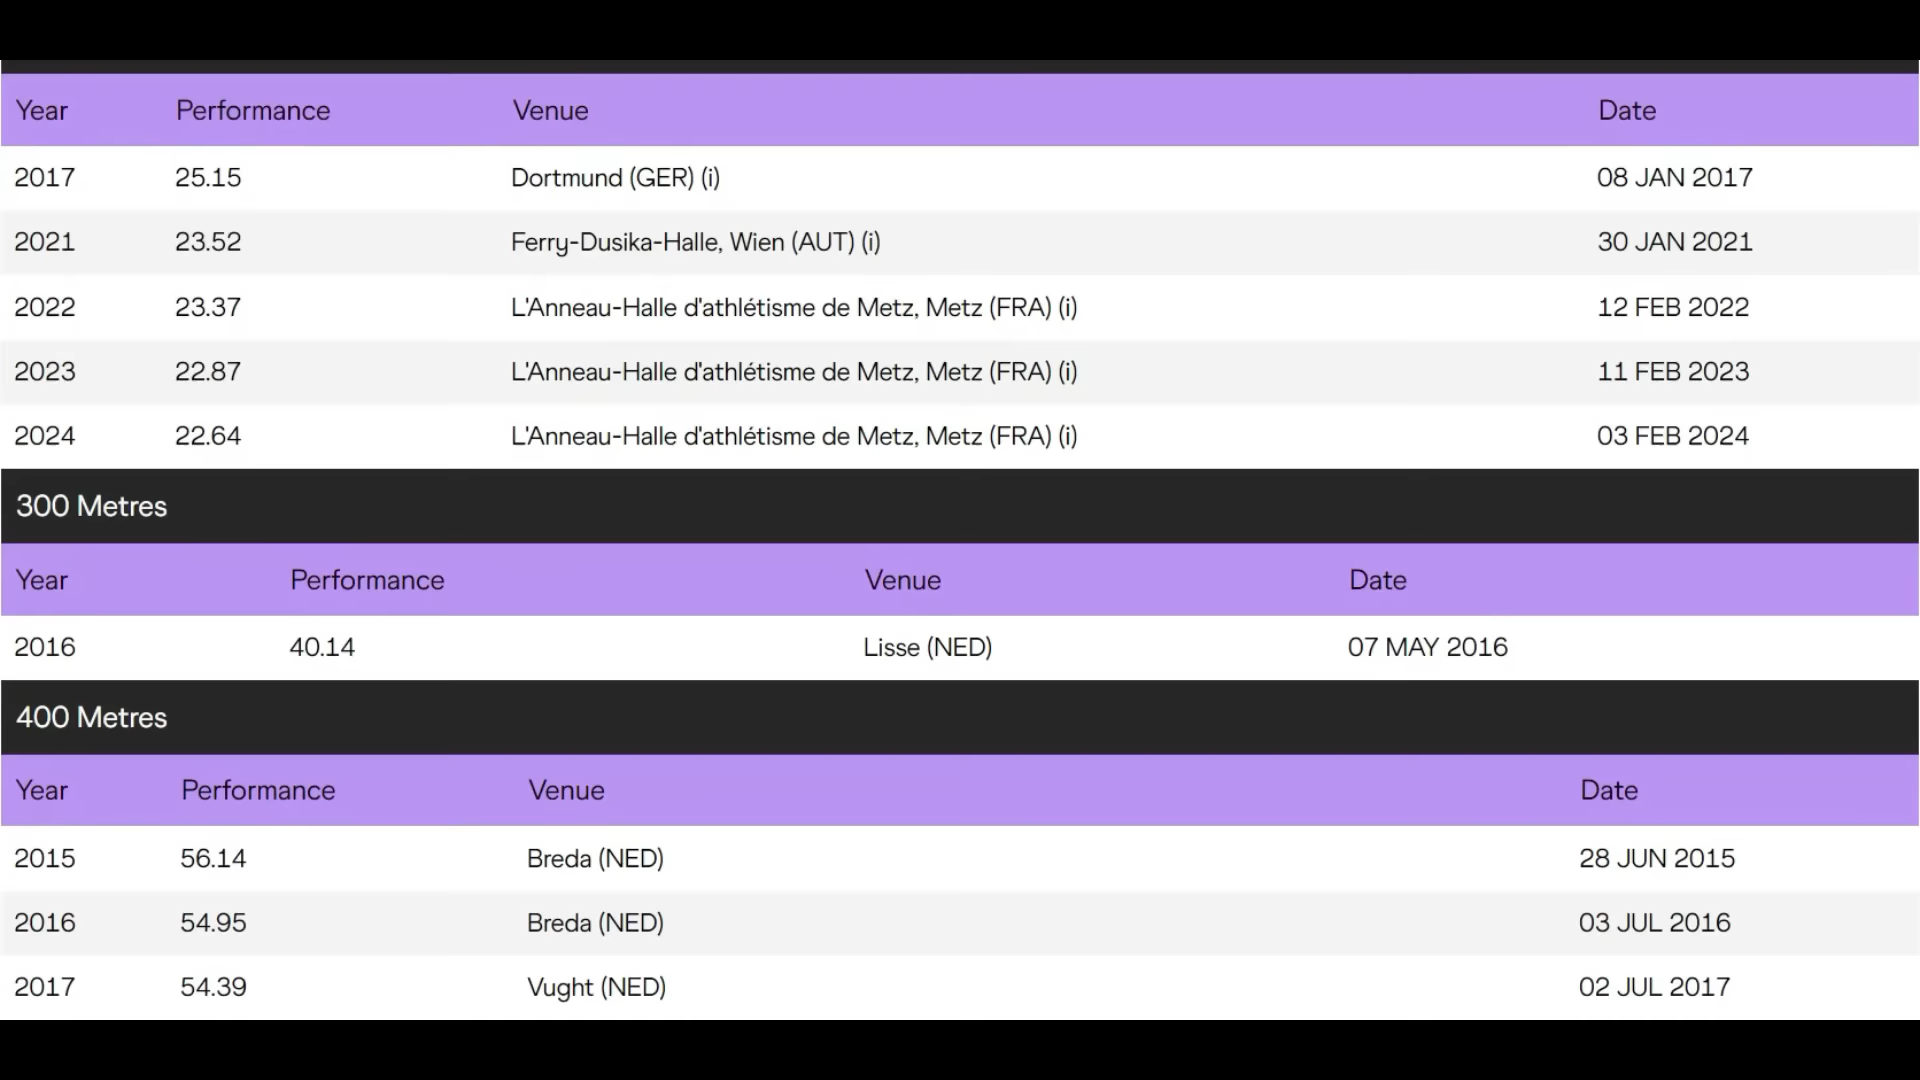 Year Performance Venue Date
2017 25.15 Dortmund (GER) (i) 08 JAN 2017
2021 23.52 Ferry-Dusika-Halle, Wien (AUT) (i) 30 JAN 2021
2022 23.37 L'Anneau-Halle d'athlétisme de Metz, Metz (FRA) (i) 12 FEB 2022
2023 22.87 L'Anneau-Halle d'athlétisme de Metz, Metz (FRA) (i) 11 FEB 2023
2024 22.64 L'Anneau-Halle d'athlétisme de Metz, Metz (FRA) (i) 03 FEB 2024
300 Metres
Year Performance Venue Date
2016 40.14 Lisse (NED) 07 MAY 2016
400 Metres
Year Performance Venue Date
2015 56.14 Breda (NED) 28 JUN 2015
2016 54.95 Breda (NED) 03 JUL 2016
2017 54.39 Vught (NED) 02 JUL 2017